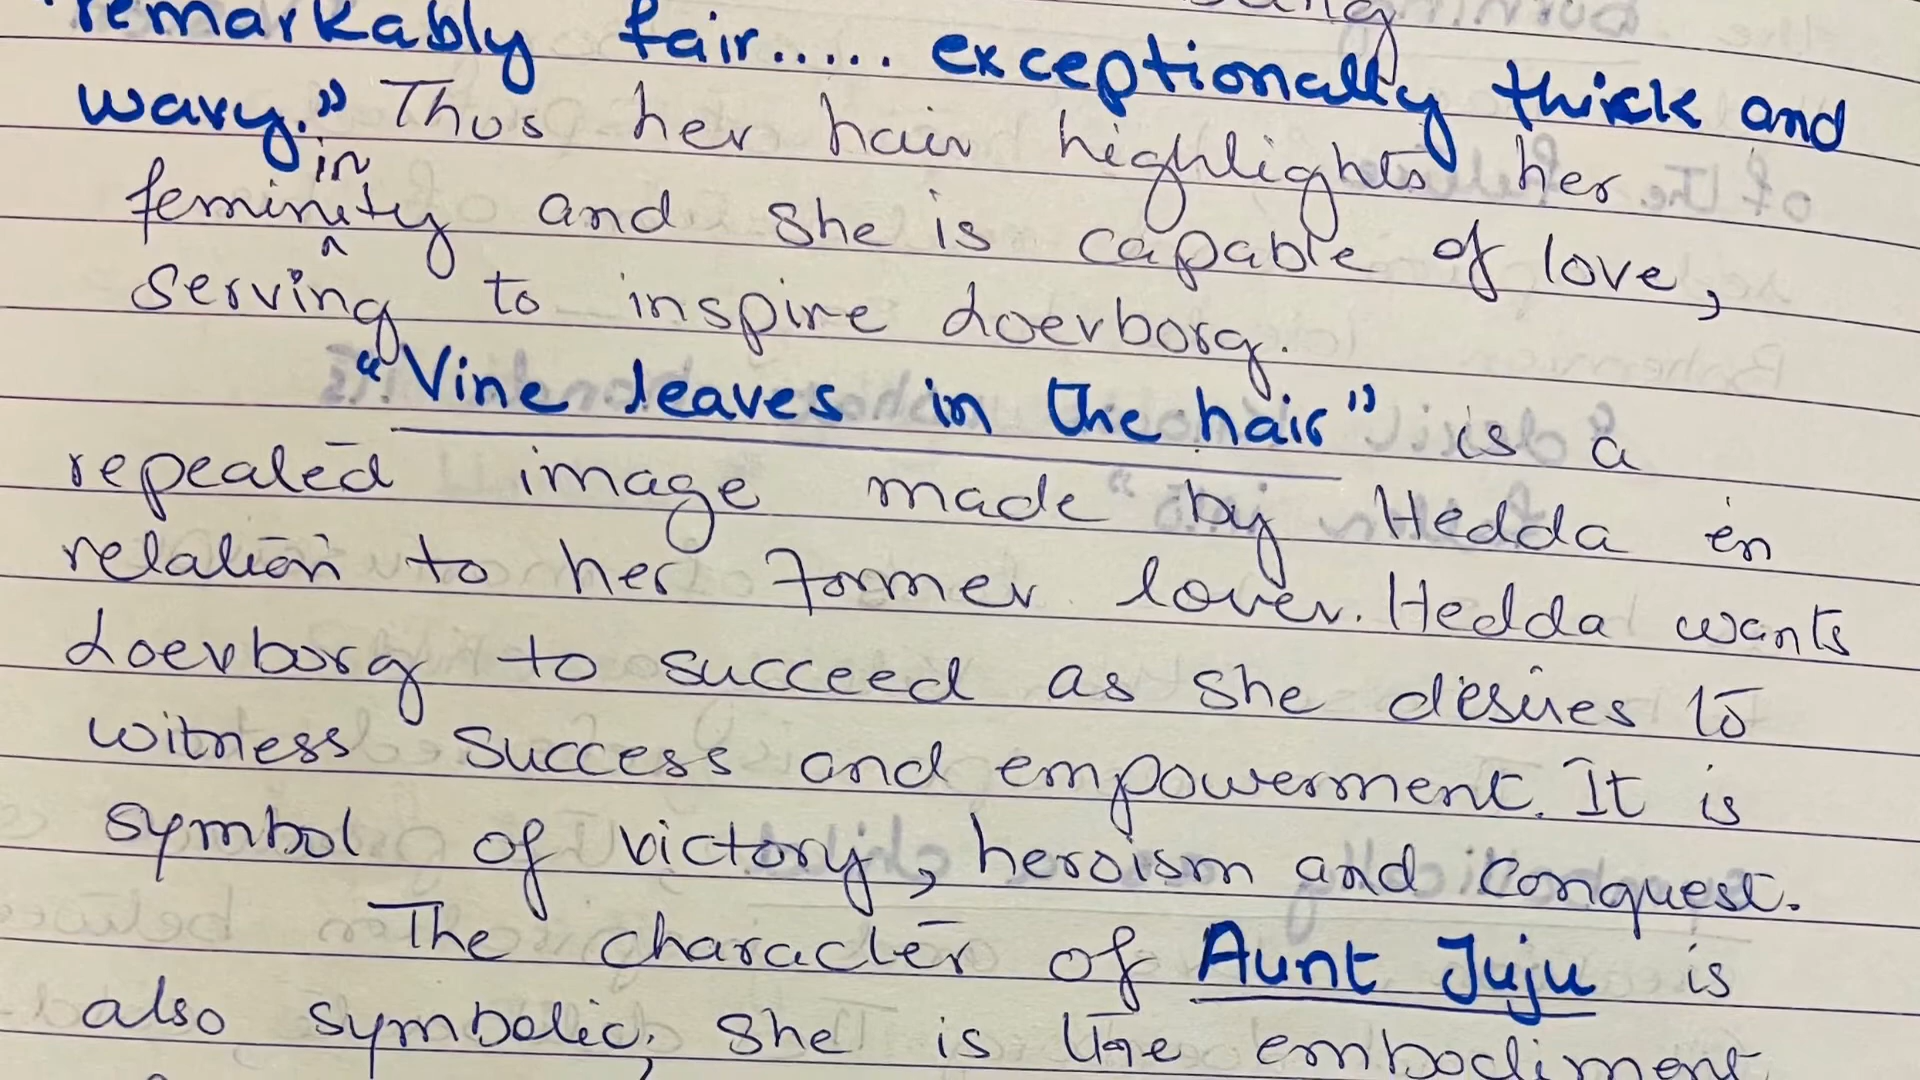 remarkably fair..... exceptionally thick and
wavy.” Thus her hair highlights her
femininity and she is capable of love,
serving to inspire Loevborg.
“Vine leaves in the hair” is a
repeated image made by Hedda in
relation to her former lover. Hedda wants
Loevborg to succeed as she desires to
witness success and empowerment. It is
symbol of victory, heroism and conquest.
The character of Aunt Juju is
also symbolic. She is the embodiment